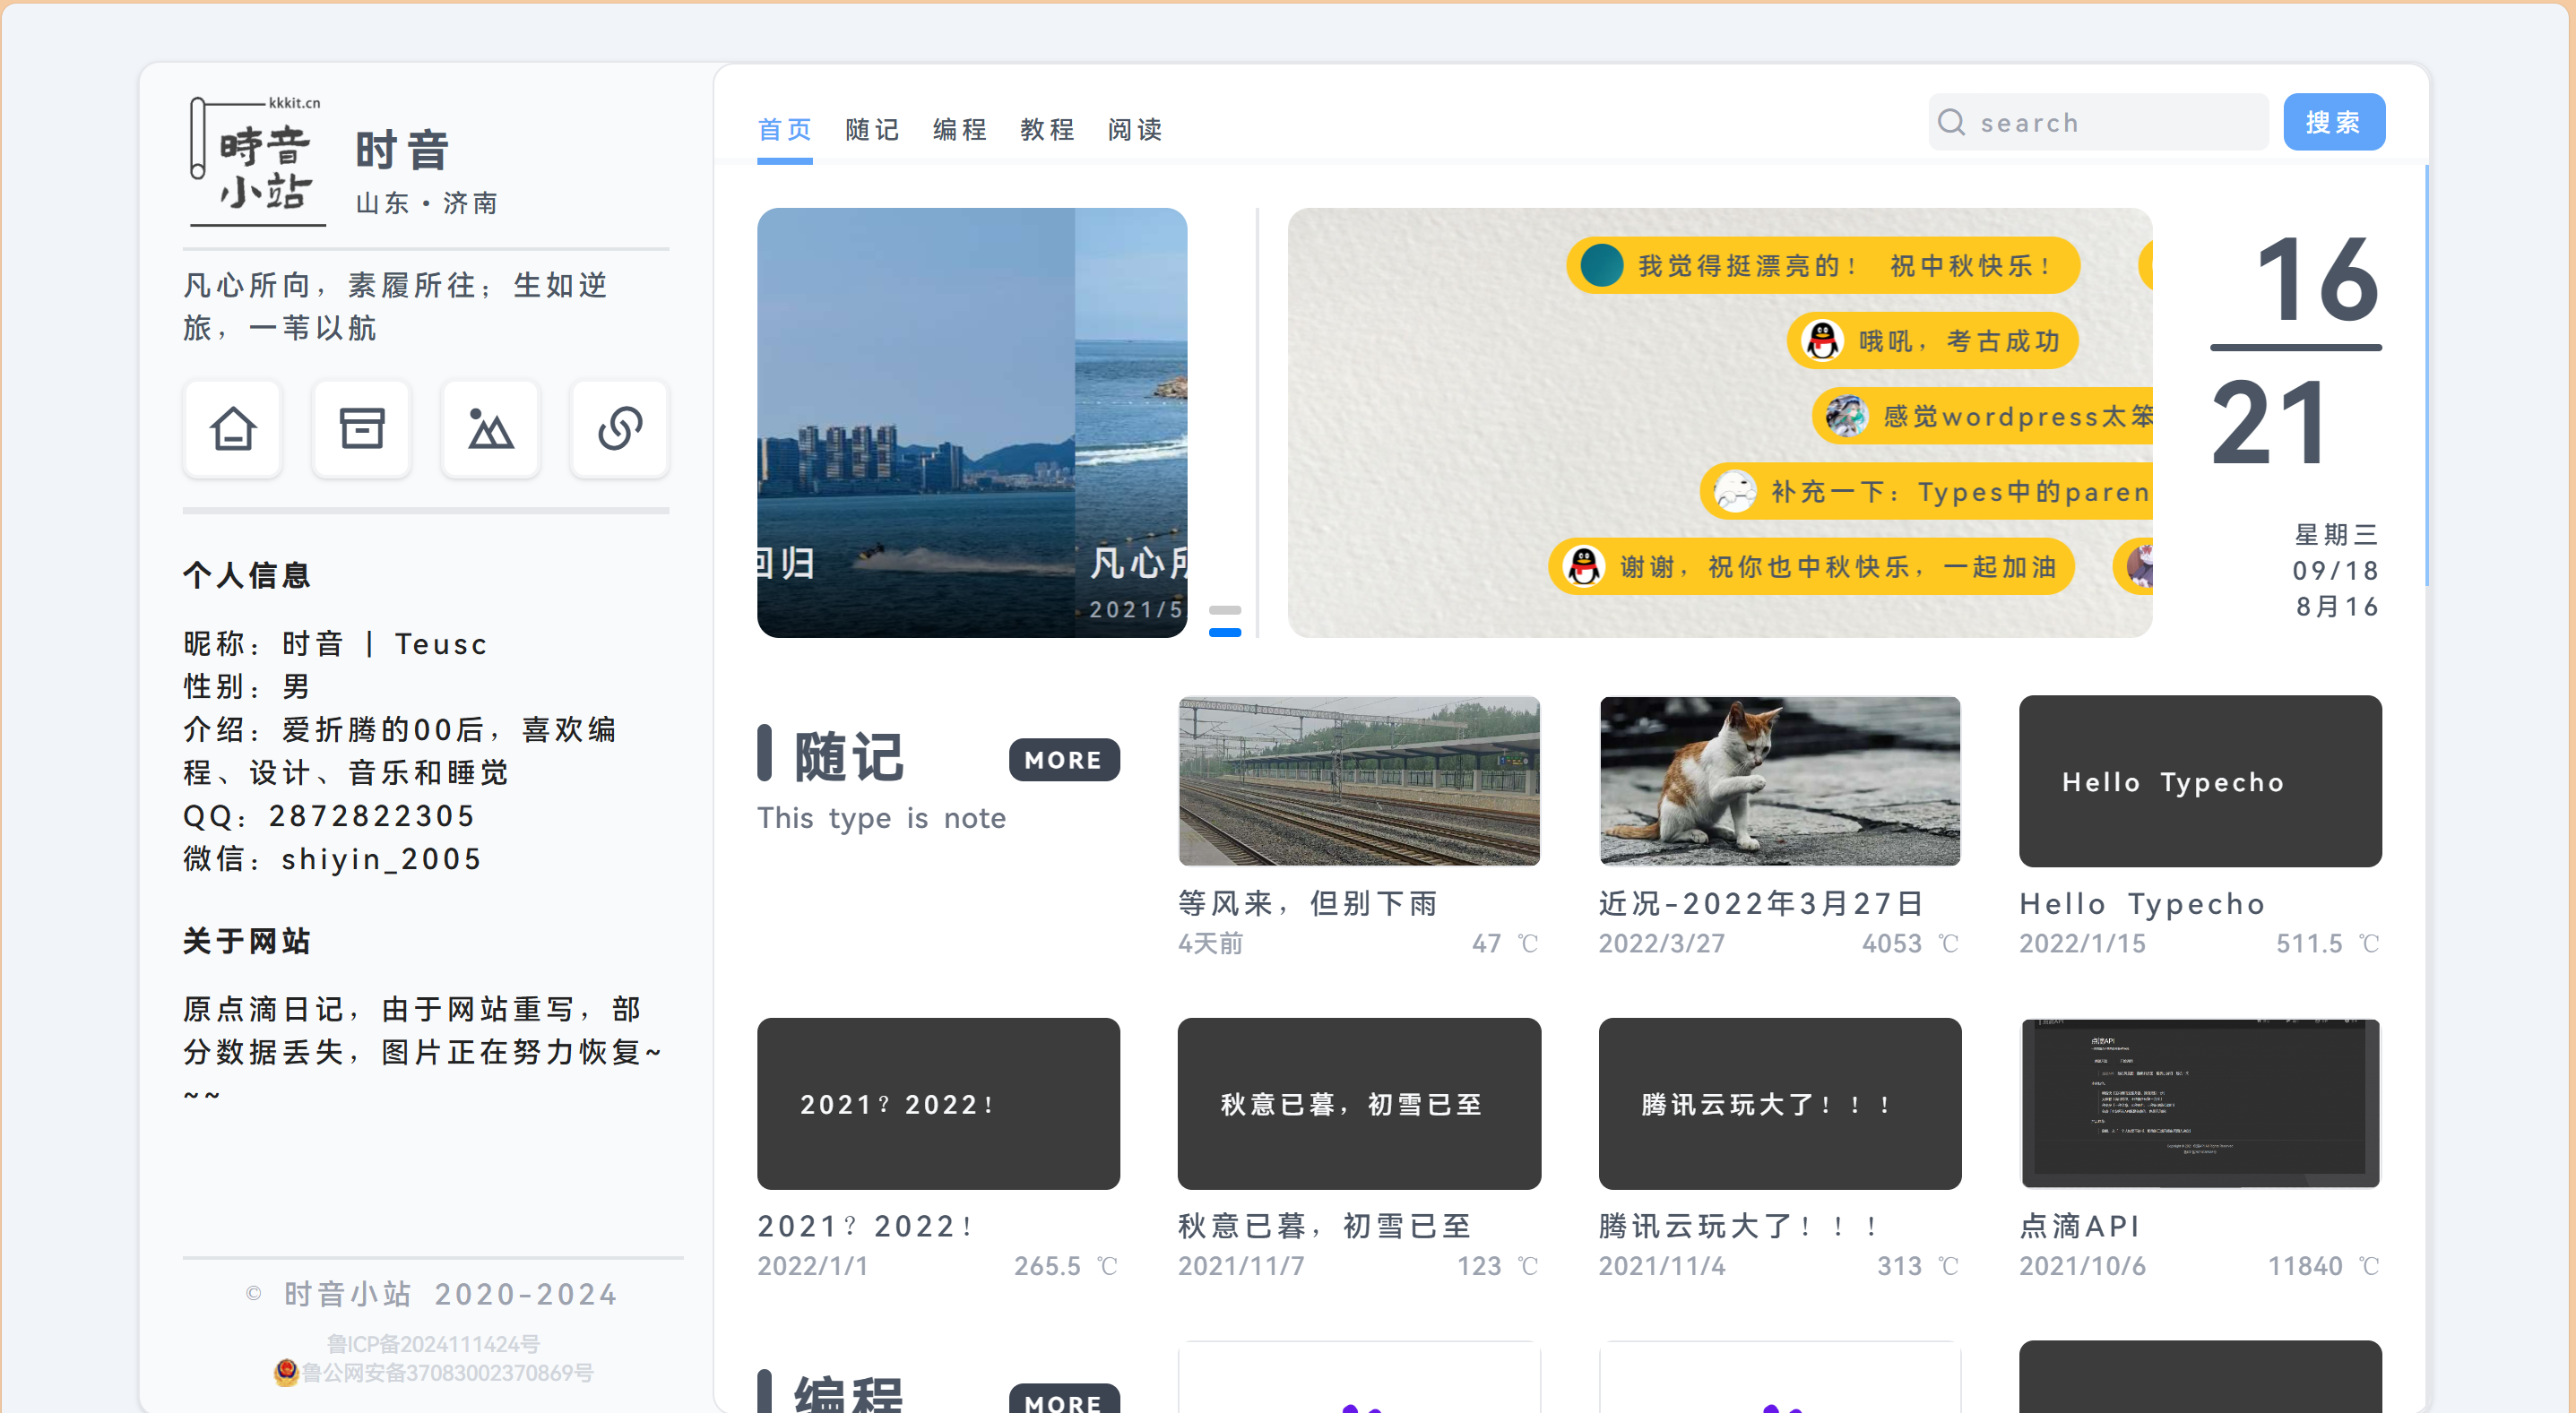 kkkit.cn
時音
小站
时音
山东・济南
凡心所向，素履所往；生如逆
旅，一苇以航
个人信息
昵称：时音 | Teusc
性别：男
介绍：爱折腾的00后，喜欢编
程、设计、音乐和睡觉
QQ：2872822305
微信：shiyin_2005
关于网站
原点滴日记，由于网站重写，部
分数据丢失，图片正在努力恢复~
~~
© 时音小站 2020-2024
鲁ICP备2024111424号
鲁公网安备37083002370869号
首页 随记 编程 教程 阅读
search
搜索
回归
凡心所
2021/5
我觉得挺漂亮的！ 祝中秋快乐！
哦吼，考古成功
感觉wordpress太笨
补充一下：Types中的paren
谢谢，祝你也中秋快乐，一起加油
16
21
星期三
09/18
8月16
随记
MORE
This type is note
等风来，但别下雨
4天前 47 ℃
近况-2022年3月27日
2022/3/27 4053 ℃
Hello Typecho
Hello Typecho
2022/1/15 511.5 ℃
2021？2022！
2021？2022！
2022/1/1 265.5 ℃
秋意已暮，初雪已至
秋意已暮，初雪已至
2021/11/7 123 ℃
腾讯云玩大了！！！
腾讯云玩大了！！！
2021/11/4 313 ℃
点滴API
点滴API
2021/10/6 11840 ℃
编程
MORE